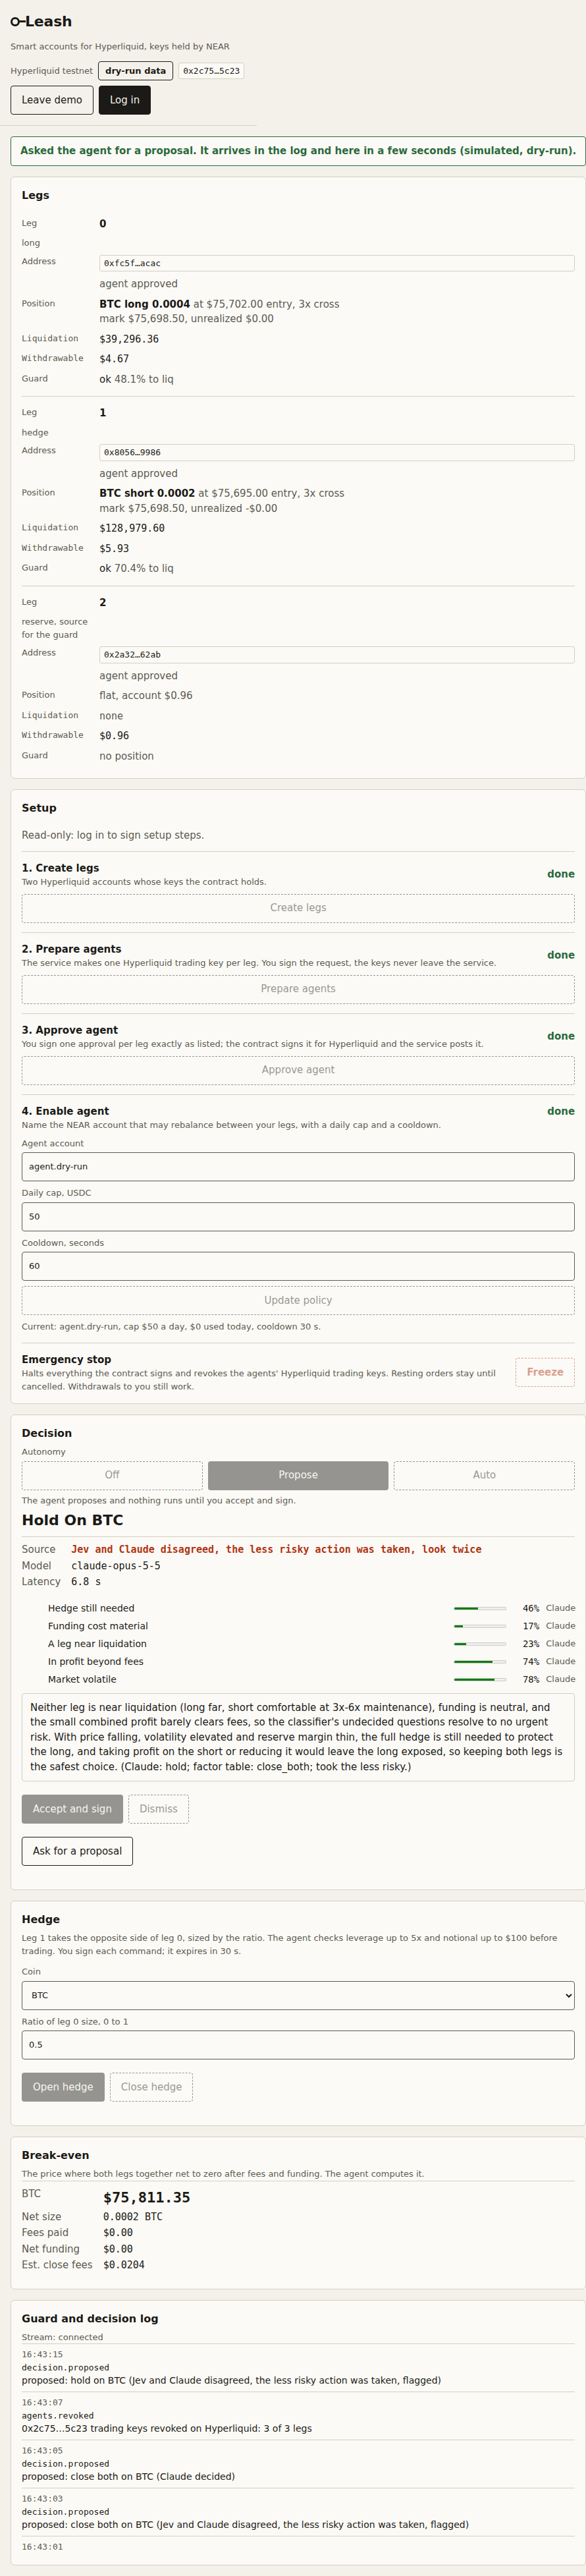 Leash
Smart accounts for Hyperliquid, keys held by NEAR
Hyperliquid testnet dry-run data 0x2c75…5c23
Leave demo Log in
Asked the agent for a proposal. It arrives in the log and here in a few seconds (simulated, dry-run).
Legs
Leg 0
long
Address 0xfc5f…acac
agent approved
Position BTC long 0.0004 at $75,702.00 entry, 3x cross
mark $75,698.50, unrealized $0.00
Liquidation $39,296.36
Withdrawable $4.67
Guard ok 48.1% to liq
Leg 1
hedge
Address 0x8056…9986
agent approved
Position BTC short 0.0002 at $75,695.00 entry, 3x cross
mark $75,698.50, unrealized -$0.00
Liquidation $128,979.60
Withdrawable $5.93
Guard ok 70.4% to liq
Leg 2
reserve, source
for the guard
Address 0x2a32…62ab
agent approved
Position flat, account $0.96
Liquidation none
Withdrawable $0.96
Guard no position
Setup
Read-only: log in to sign setup steps.
1. Create legs done
Two Hyperliquid accounts whose keys the contract holds.
Create legs
2. Prepare agents done
The service makes one Hyperliquid trading key per leg. You sign the request, the keys never leave the service.
Prepare agents
3. Approve agent done
You sign one approval per leg exactly as listed; the contract signs it for Hyperliquid and the service posts it.
Approve agent
4. Enable agent done
Name the NEAR account that may rebalance between your legs, with a daily cap and a cooldown.
Agent account
agent.dry-run
Daily cap, USDC
50
Cooldown, seconds
60
Update policy
Current: agent.dry-run, cap $50 a day, $0 used today, cooldown 30 s.
Emergency stop
Halts everything the contract signs and revokes the agents' Hyperliquid trading keys. Resting orders stay until
cancelled. Withdrawals to you still work.
Freeze
Decision
Autonomy
Off Propose Auto
The agent proposes and nothing runs until you accept and sign.
Hold On BTC
Source Jev and Claude disagreed, the less risky action was taken, look twice
Model claude-opus-5-5
Latency 6.8 s
Hedge still needed 46% Claude
Funding cost material 17% Claude
A leg near liquidation 23% Claude
In profit beyond fees 74% Claude
Market volatile 78% Claude
Neither leg is near liquidation (long far, short comfortable at 3x-6x maintenance), funding is neutral, and
the small combined profit barely clears fees, so the classifier's undecided questions resolve to no urgent
risk. With price falling, volatility elevated and reserve margin thin, the full hedge is still needed to protect
the long, and taking profit on the short or reducing it would leave the long exposed, so keeping both legs is
the safest choice. (Claude: hold; factor table: close_both; took the less risky.)
Accept and sign Dismiss
Ask for a proposal
Hedge
Leg 1 takes the opposite side of leg 0, sized by the ratio. The agent checks leverage up to 5x and notional up to $100 before
trading. You sign each command; it expires in 30 s.
Coin
BTC
Ratio of leg 0 size, 0 to 1
0.5
Open hedge Close hedge
Break-even
The price where both legs together net to zero after fees and funding. The agent computes it.
BTC $75,811.35
Net size 0.0002 BTC
Fees paid $0.00
Net funding $0.00
Est. close fees $0.0204
Guard and decision log
Stream: connected
16:43:15
decision.proposed
proposed: hold on BTC (Jev and Claude disagreed, the less risky action was taken, flagged)
16:43:07
agents.revoked
0x2c75…5c23 trading keys revoked on Hyperliquid: 3 of 3 legs
16:43:05
decision.proposed
proposed: close both on BTC (Claude decided)
16:43:03
decision.proposed
proposed: close both on BTC (Jev and Claude disagreed, the less risky action was taken, flagged)
16:43:01